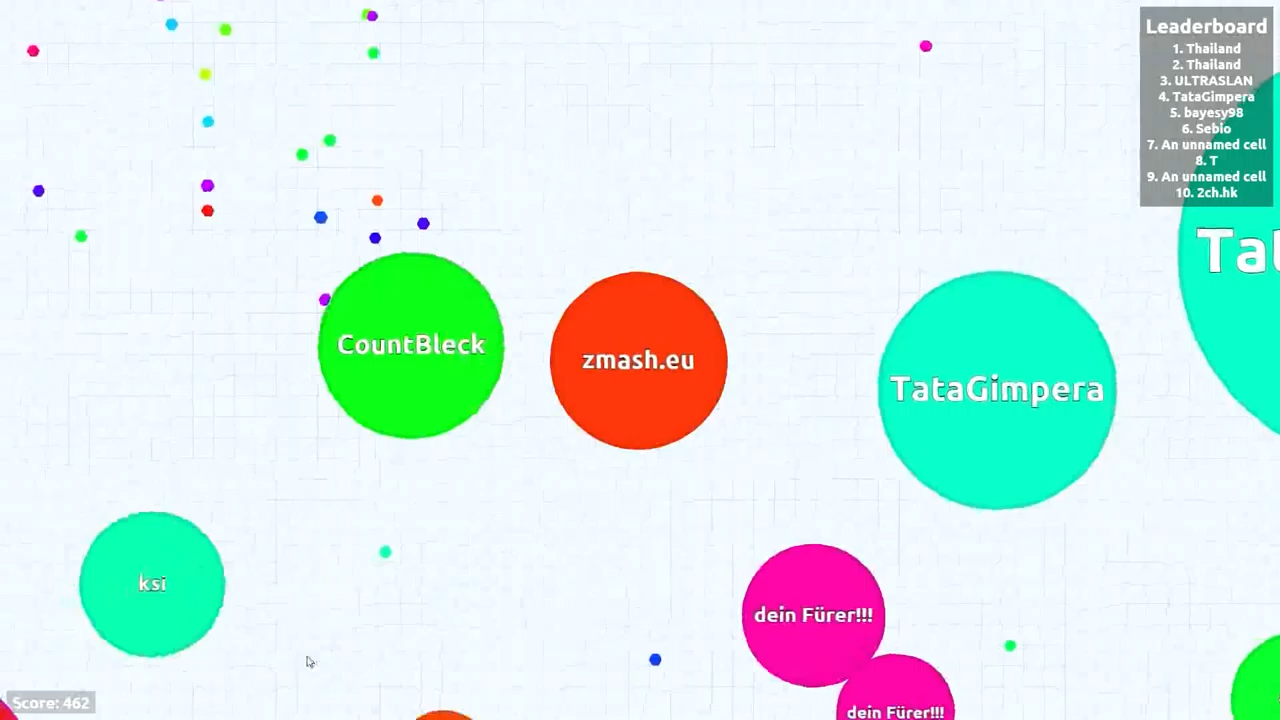 Leaderboard
1. Thailand
2. Thailand
3. ULTRASLAN
4. TataGimpera
5. bayesy98
6. Sebio
7. An unnamed cell
8. T
9. An unnamed cell
10. 2ch.hk
Tat
CountBleck
zmash.eu
TataGimpera
ksi
dein Fürer!!!
dein Fürer!!!
Score: 462